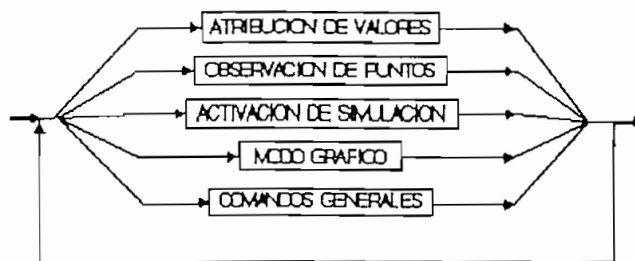 ATRIBUCION DE VALORES
OBSERVACION DE PUNTOS
ACTIVACION DE SIMULACION
MODO GRAFICO
COMANDOS GENERALES